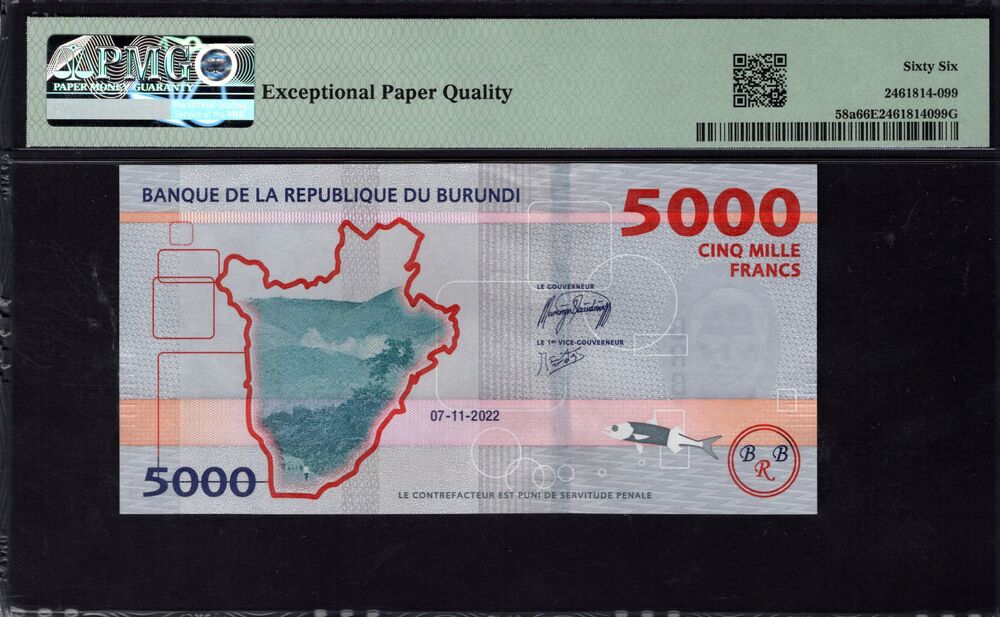 PMG
PAPER MONEY GUARANTY
Exceptional Paper Quality
Sixty Six
2461814-099
58a66E2461814099G
BANQUE DE LA REPUBLIQUE DU BURUNDI
5000
CINQ MILLE
FRANCS
LE GOUVERNEUR
LE 1er VICE-GOUVERNEUR
07-11-2022
5000
BRB
LE CONTREFACTEUR EST PUNI DE SERVITUDE PENALE